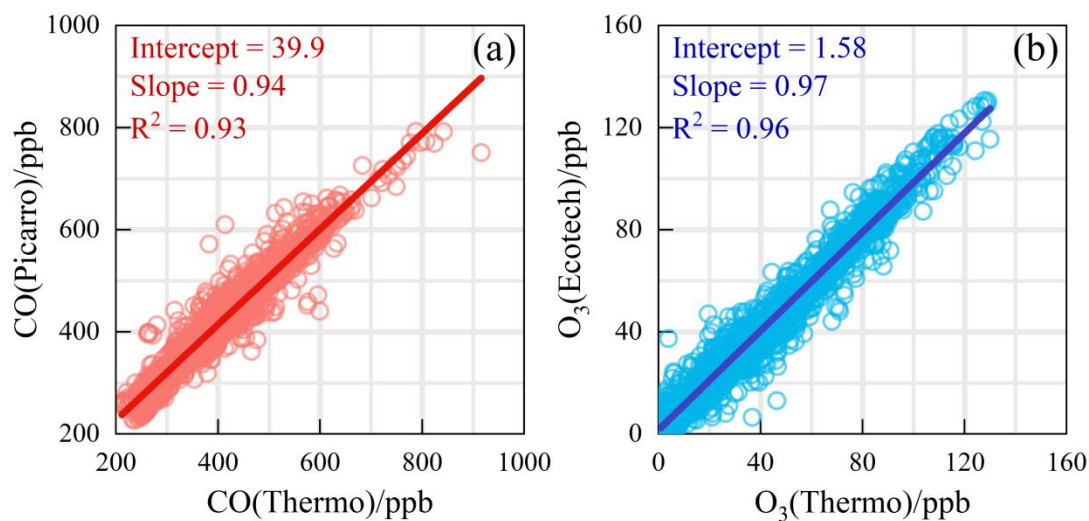 Intercept = 39.9
Slope = 0.94
R² = 0.93
(a)
CO(Picarro)/ppb
1000
800
600
400
200
200 400 600 800 1000
CO(Thermo)/ppb
Intercept = 1.58
Slope = 0.97
R² = 0.96
(b)
O₃(Ecotech)/ppb
160
120
80
40
0
0 40 80 120 160
O₃(Thermo)/ppb